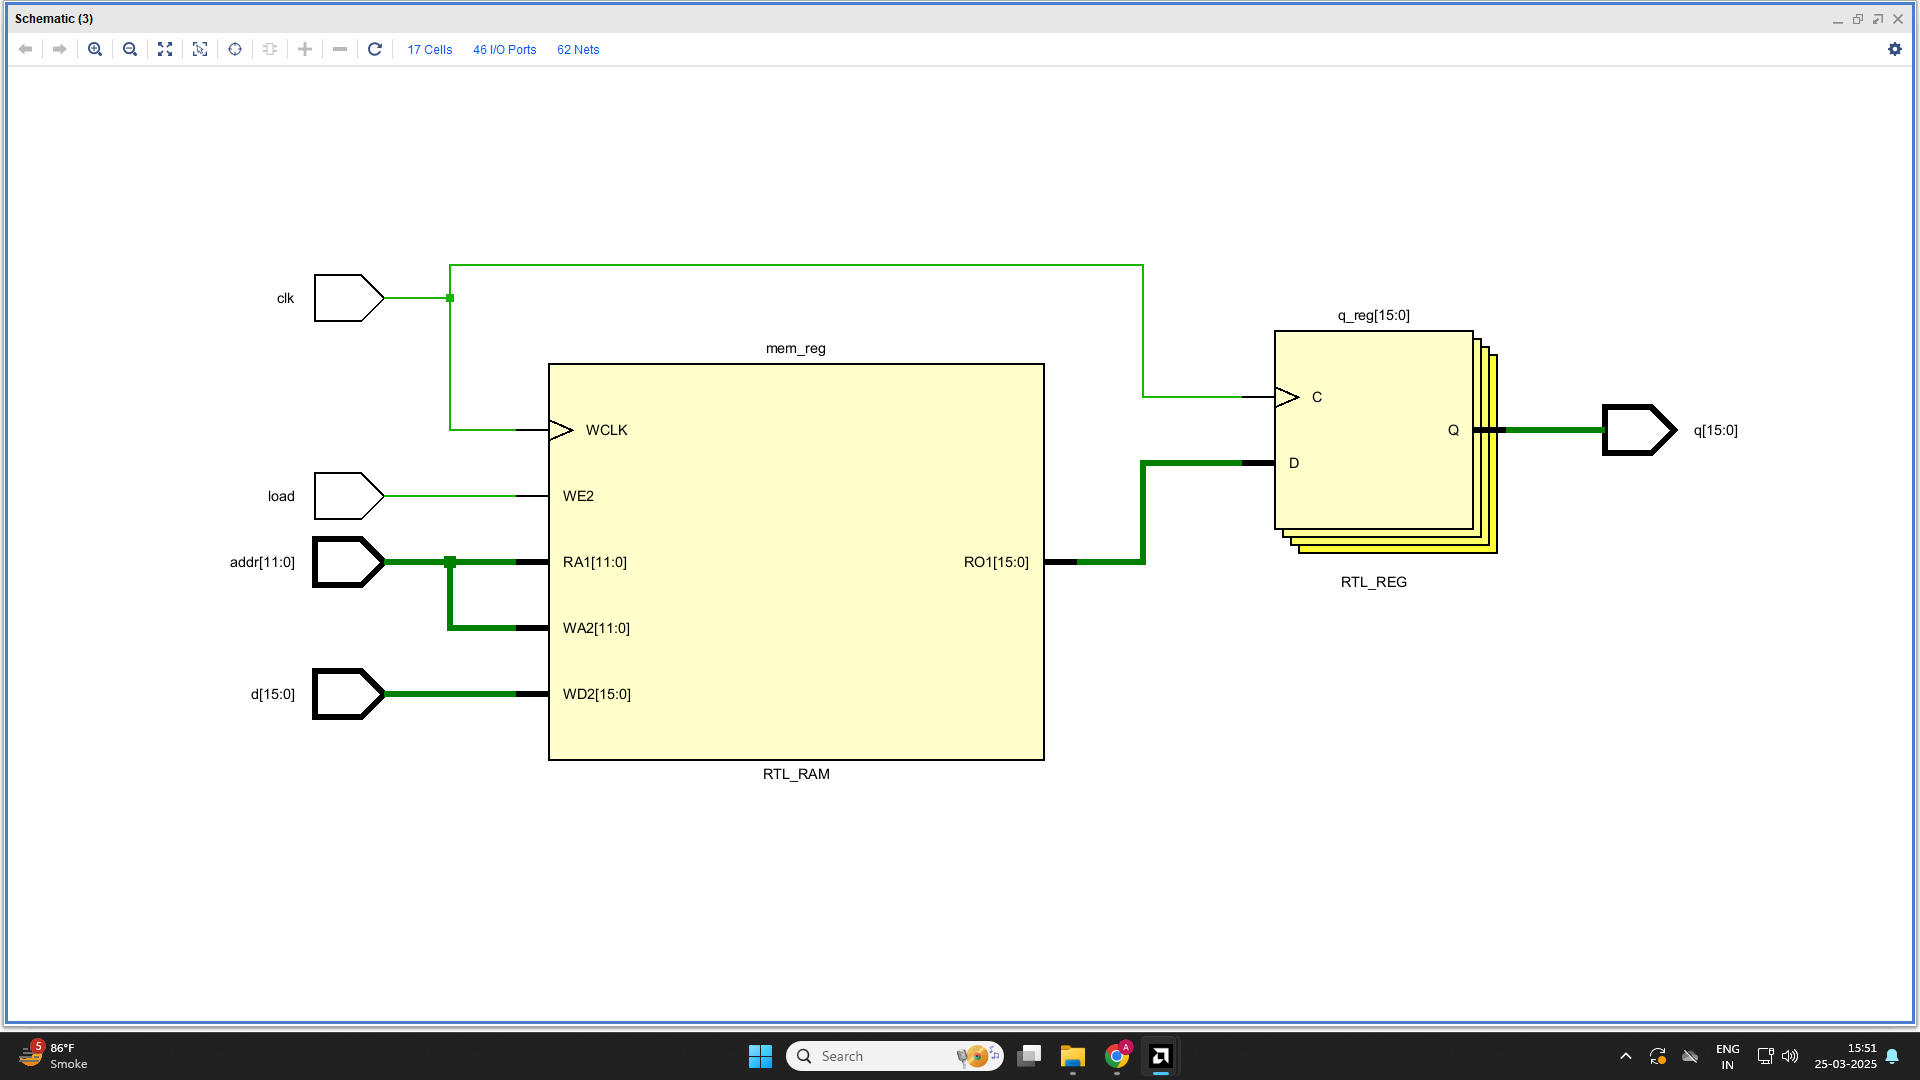 Schematic (3)
17 Cells 46 I/O Ports 62 Nets
clk
mem_reg
q_reg[15:0]
C
Q
D
q[15:0]
RTL_REG
WCLK
load
WE2
addr[11:0]
RA1[11:0]
RO1[15:0]
WA2[11:0]
d[15:0]
WD2[15:0]
RTL_RAM
5
86°F
Smoke
Search
A
ENG
IN
15:51
25-03-2025